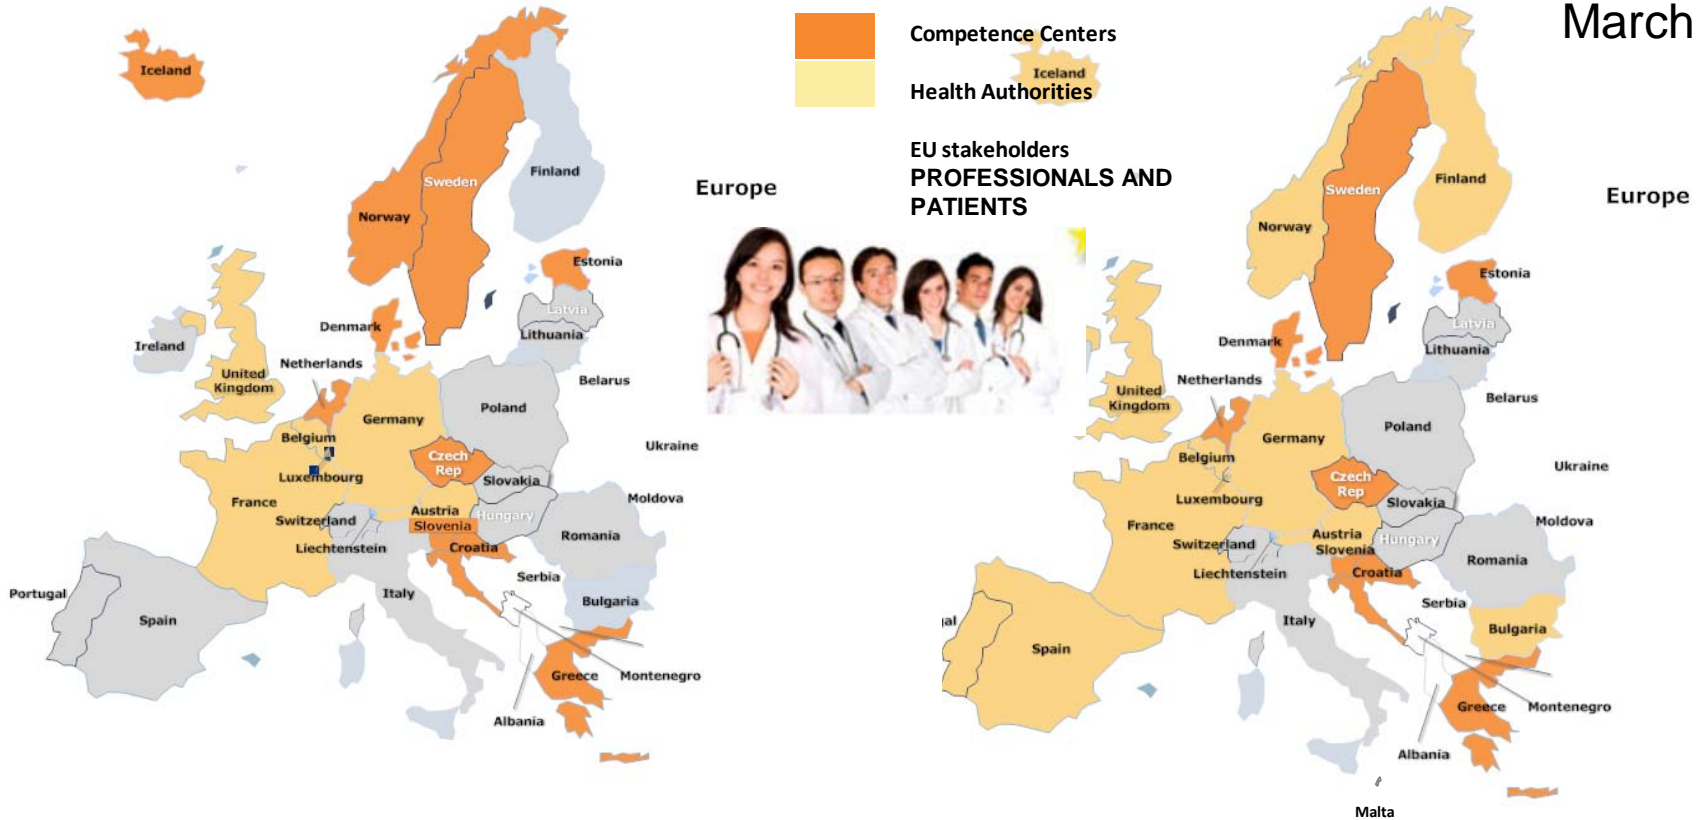 March
Competence Centers
Health Authorities
EU stakeholders
PROFESSIONALS AND
PATIENTS
Iceland
Finland
Sweden
Norway
Europe
Estonia
Latvia
Lithuania
Denmark
Ireland
Netherlands
United
Kingdom
Belarus
Poland
Germany
Belgium
Ukraine
Czech
Rep
Luxembourg
Slovakia
Moldova
France
Austria
Hungary
Switzerland
Slovenia
Romania
Liechtenstein
Croatia
Serbia
Portugal
Italy
Bulgaria
Spain
Greece
Montenegro
Albania
Iceland
Finland
Sweden
Europe
Norway
Estonia
Latvia
Denmark
Lithuania
Netherlands
United
Kingdom
Belarus
Poland
Germany
Belgium
Ukraine
Czech
Rep
Luxembourg
Slovakia
France
Moldova
Austria
Hungary
Switzerland
Slovenia
Romania
Liechtenstein
Croatia
Serbia
gal
Italy
Bulgaria
Spain
Greece
Montenegro
Albania
Malta